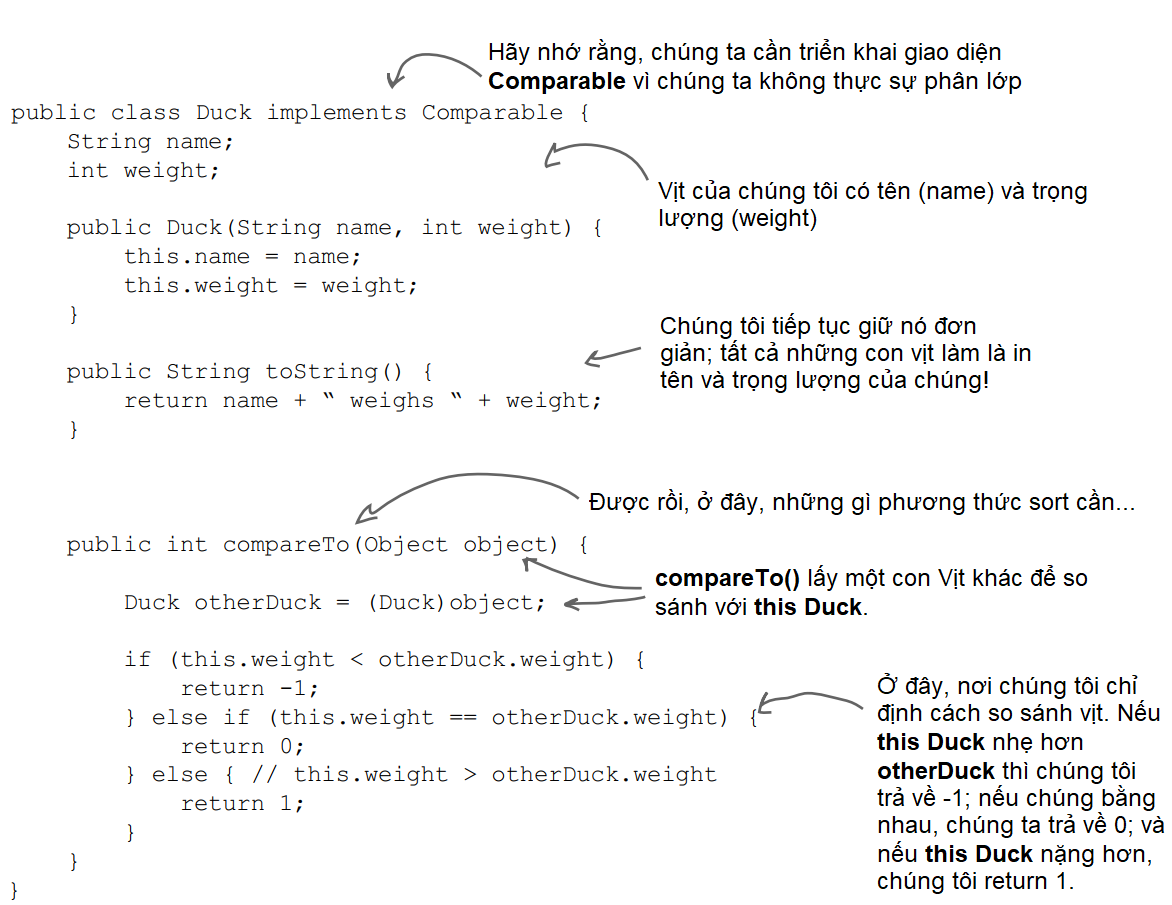 Hãy nhớ rằng, chúng ta cần triển khai giao diện
Comparable vì chúng ta không thực sự phân lớp
public class Duck implements Comparable {
String name;
int weight;
Vịt của chúng tôi có tên (name) và trọng
lượng (weight)
public Duck(String name, int weight) {
this.name = name;
this.weight = weight;
}
Chúng tôi tiếp tục giữ nó đơn
giản; tất cả những con vịt làm là in
tên và trọng lượng của chúng!
public String toString() {
return name + “ weighs “ + weight;
}
Được rồi, ở đây, những gì phương thức sort cần...
public int compareTo(Object object) {
compareTo() lấy một con Vịt khác để so
sánh với this Duck.
Duck otherDuck = (Duck)object;
if (this.weight < otherDuck.weight) {
return -1;
} else if (this.weight == otherDuck.weight) {
return 0;
} else { // this.weight > otherDuck.weight
return 1;
}
}
}
Ở đây, nơi chúng tôi chỉ
định cách so sánh vịt. Nếu
this Duck nhẹ hơn
otherDuck thì chúng tôi
trả về -1; nếu chúng bằng
nhau, chúng ta trả về 0; và
nếu this Duck nặng hơn,
chúng tôi return 1.